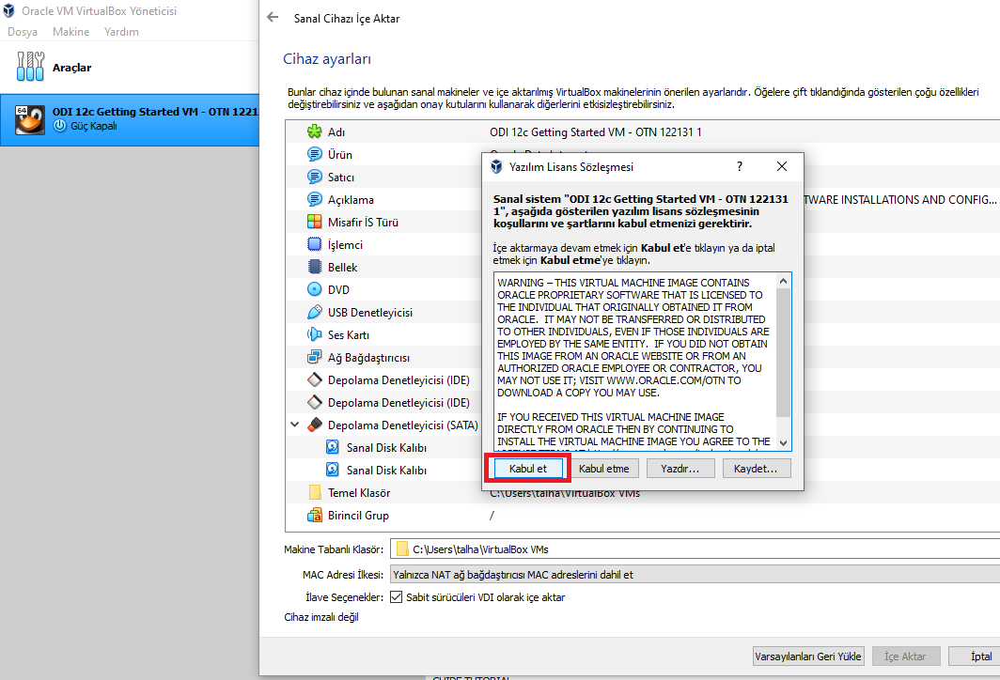 Oracle VM VirtualBox Yöneticisi
Dosya Makine Yardım
Araçlar
64
ODI 12c Getting Started VM - OTN 1221
Güç Kapalı
Sanal Cihazı İçe Aktar
Cihaz ayarları
Bunlar cihaz içinde bulunan sanal makineler ve içe aktarılmış VirtualBox makinelerinin önerilen ayarlarıdır. Öğelere çift tıklandığında gösterilen çoğu özellikleri
değiştirebilirsiniz ve aşağıdan onay kutularını kullanarak diğerlerini etkisizleştirebilirsiniz.
Adı ODI 12c Getting Started VM - OTN 122131 1
Ürün
Satıcı
Açıklama TWARE INSTALLATIONS AND CONFIG...
Misafir İS Türü
İşlemci
Bellek
DVD
USB Denetleyicisi
Ses Kartı
Ağ Bağdaştırıcısı
Depolama Denetleyicisi (IDE)
Depolama Denetleyicisi (IDE)
Depolama Denetleyicisi (SATA)
Sanal Disk Kalıbı
Sanal Disk Kalıbı
Temel Klasör C:\Users\talha\VirtualBox VMs
Birincil Grup /
Yazılım Lisans Sözleşmesi
Sanal sistem "ODI 12c Getting Started VM - OTN 122131
1", aşağıda gösterilen yazılım lisans sözleşmesinin
koşullarını ve şartlarını kabul etmenizi gerektirir.
İçe aktarmaya devam etmek için Kabul et'e tıklayın ya da iptal
etmek için Kabul etme'ye tıklayın.
WARNING – THIS VIRTUAL MACHINE IMAGE CONTAINS
ORACLE PROPRIETARY SOFTWARE THAT IS LICENSED TO
THE INDIVIDUAL THAT ORIGINALLY OBTAINED IT FROM
ORACLE. IT MAY NOT BE TRANSFERRED OR DISTRIBUTED
TO OTHER INDIVIDUALS, EVEN IF THOSE INDIVIDUALS ARE
EMPLOYED BY THE SAME ENTITY. IF YOU DID NOT OBTAIN
THIS IMAGE FROM AN ORACLE WEBSITE OR FROM AN
AUTHORIZED ORACLE EMPLOYEE OR CONTRACTOR, YOU
MAY NOT USE IT; VISIT WWW.ORACLE.COM/OTN TO
DOWNLOAD A COPY YOU MAY USE.
IF YOU RECEIVED THIS VIRTUAL MACHINE IMAGE
DIRECTLY FROM ORACLE THEN BY CONTINUING TO
INSTALL THE VIRTUAL MACHINE IMAGE YOU AGREE TO THE
Kabul et Kabul etme Yazdır... Kaydet...
Makine Tabanlı Klasör: C:\Users\talha\VirtualBox VMs
MAC Adresi İlkesi: Yalnızca NAT ağ bağdaştırıcısı MAC adreslerini dahil et
İlave Seçenekler: Sabit sürücüleri VDI olarak içe aktar
Cihaz imzalı değil
Varsayılanları Geri Yükle İçe Aktar İptal